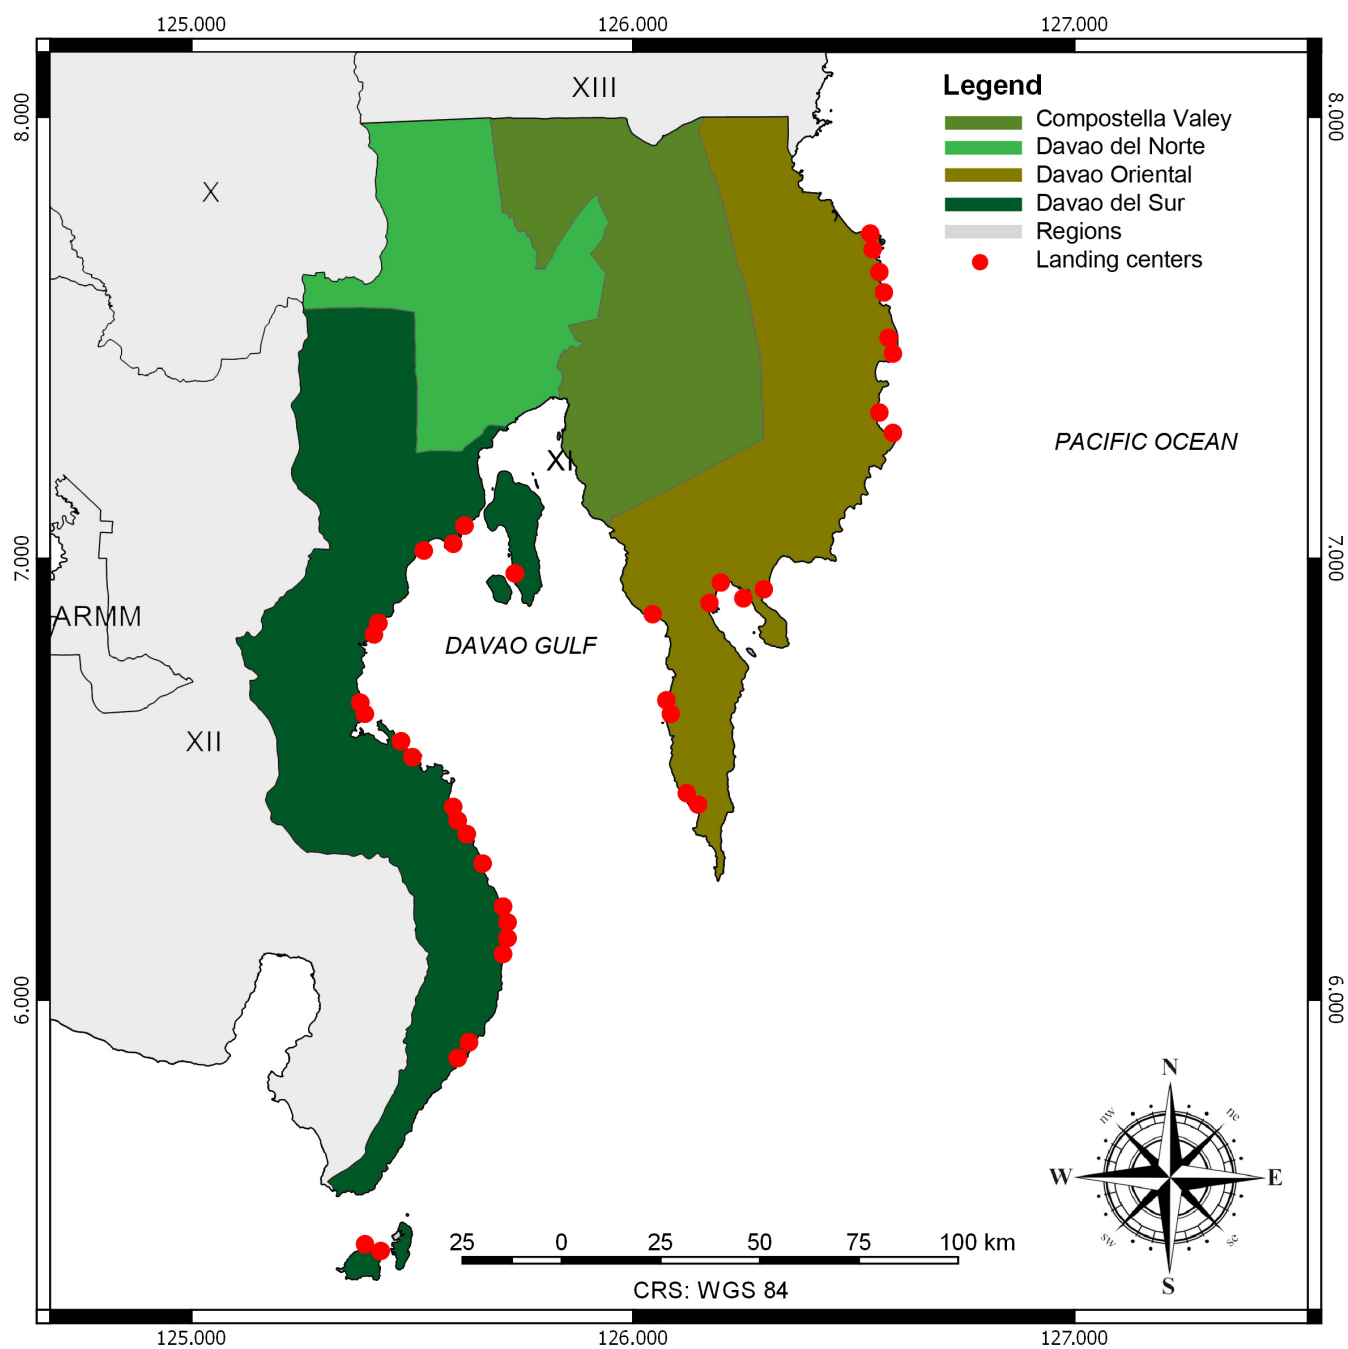 125.000 126.000 127.000
XIII
Legend
Compostella Valey
Davao del Norte
Davao Oriental
Davao del Sur
Regions
Landing centers
8.000
8.000
X
PACIFIC OCEAN
XI
7.000
7.000
ARMM
DAVAO GULF
XII
6.000
6.000
N
nw
ne
W
E
sw
se
S
25 0 25 50 75 100 km
CRS: WGS 84
125.000 126.000 127.000